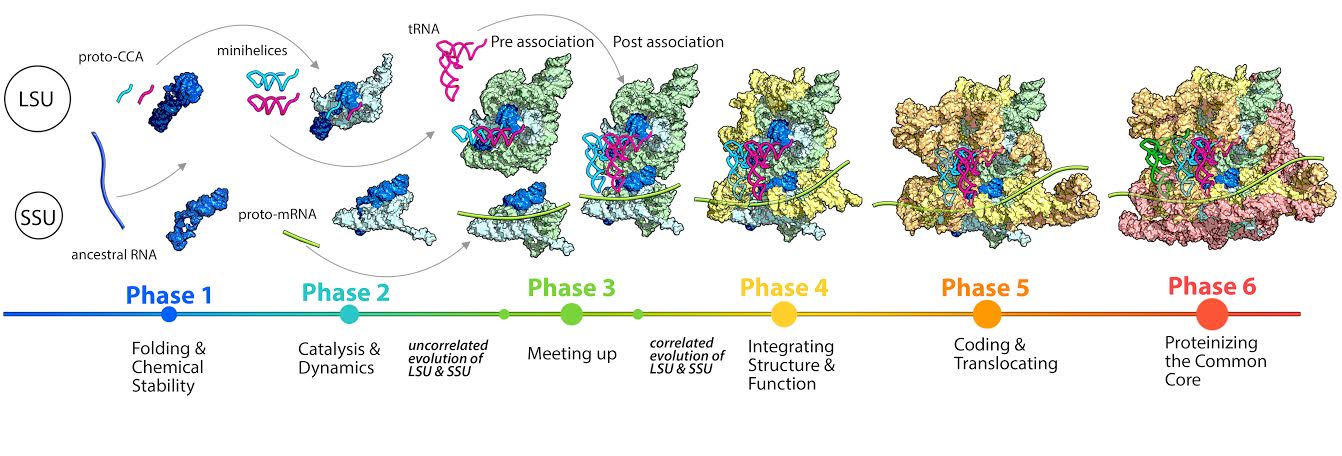 proto-CCA
minihelices
tRNA
Pre association
Post association
LSU
SSU
ancestral RNA
proto-mRNA
Phase 1
Phase 2
Phase 3
Phase 4
Phase 5
Phase 6
Folding &
Chemical
Stability
Catalysis &
Dynamics
uncorrelated
evolution of
LSU & SSU
Meeting up
correlated
evolution of
LSU & SSU
Integrating
Structure &
Function
Coding &
Translocating
Proteinizing
the Common
Core